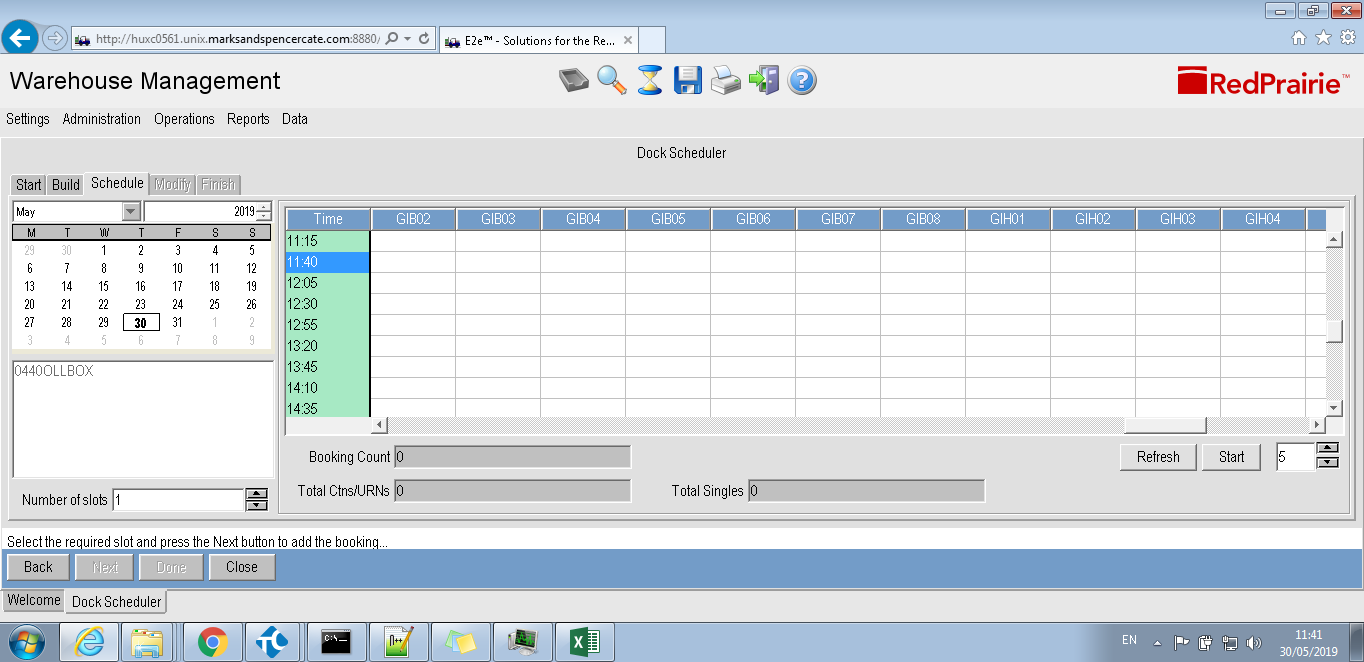 http://huxc0561.unix.marksandspencercate.com:8880/
E2e™ - Solutions for the Re...
Warehouse Management
RedPrairie™
Settings Administration Operations Reports Data
Dock Scheduler
Start Build Schedule Modify Finish
May 2019
M T W T F S S
29 30 1 2 3 4 5
6 7 8 9 10 11 12
13 14 15 16 17 18 19
20 21 22 23 24 25 26
27 28 29 30 31 1 2
3 4 5 6 7 8 9
0440OLLBOX
Number of slots 1
Time GIB02 GIB03 GIB04 GIB05 GIB06 GIB07 GIB08 GIH01 GIH02 GIH03 GIH04
11:15
11:40
12:05
12:30
12:55
13:20
13:45
14:10
14:35
Booking Count 0
Refresh Start 5
Total Ctns/URNs 0 Total Singles 0
Select the required slot and press the Next button to add the booking...
Back Next Done Close
Welcome Dock Scheduler
EN
11:41
30/05/2019